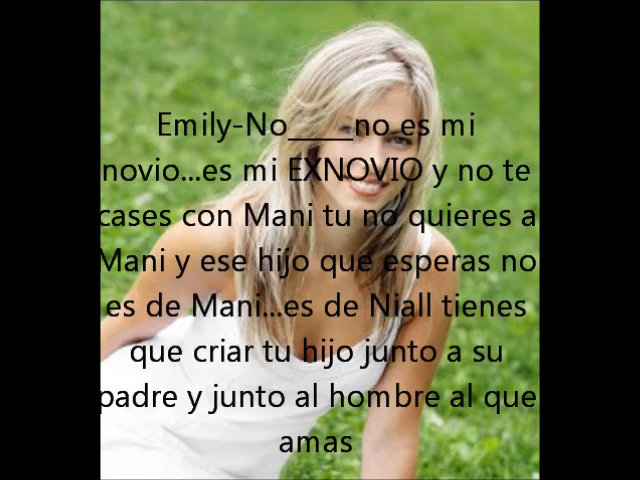 Emily-No_____no es mi
novio...es mi EXNOVIO y no te
cases con Mani tu no quieres a
Mani y ese hijo que esperas no
es de Mani...es de Niall tienes
que criar tu hijo junto a su
padre y junto al hombre al que
amas